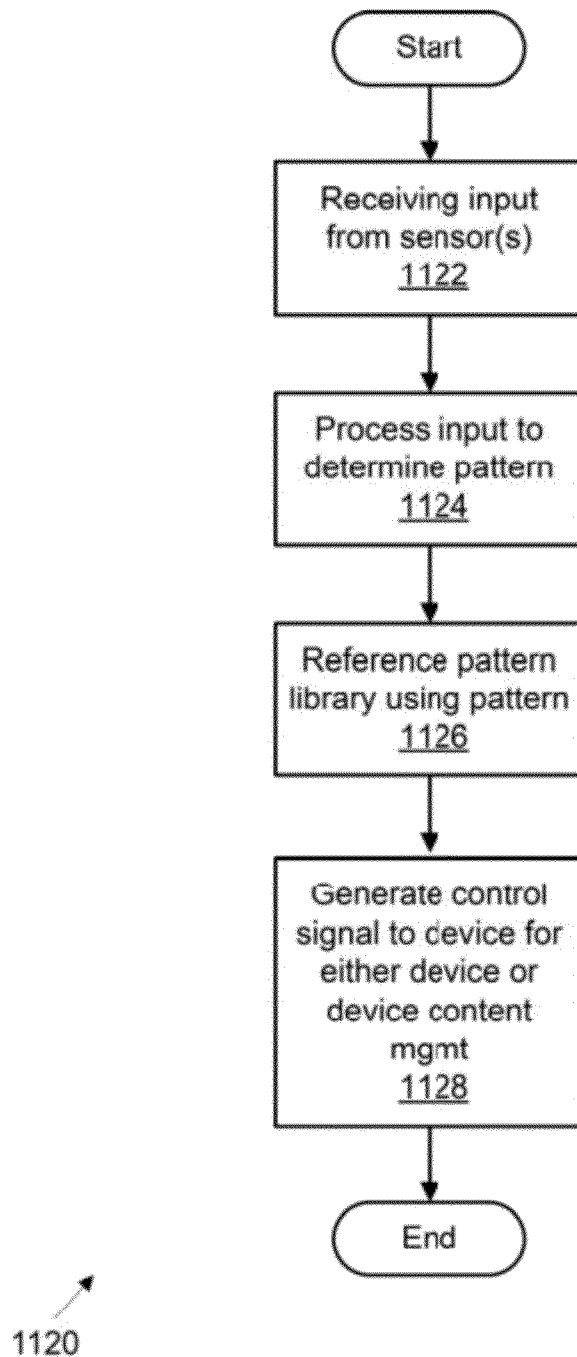 Start
Receiving input
from sensor(s)
1122
Process input to
determine pattern
1124
Reference pattern
library using pattern
1126
Generate control
signal to device for
either device or
device content
mgmt
1128
End
1120